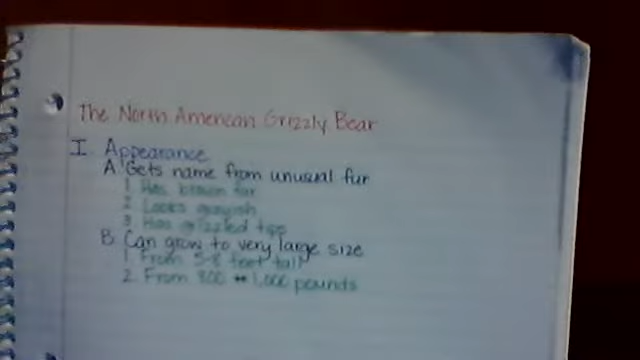 The North American Grizzly Bear
I. Appearance
A. Gets name from unusual fur
1. Has brown fur
2. Looks grayish
3. Has grizzled tips
B. Can grow to very large size
1. From 5-8 feet tall
2. From 800 to 1,000 pounds